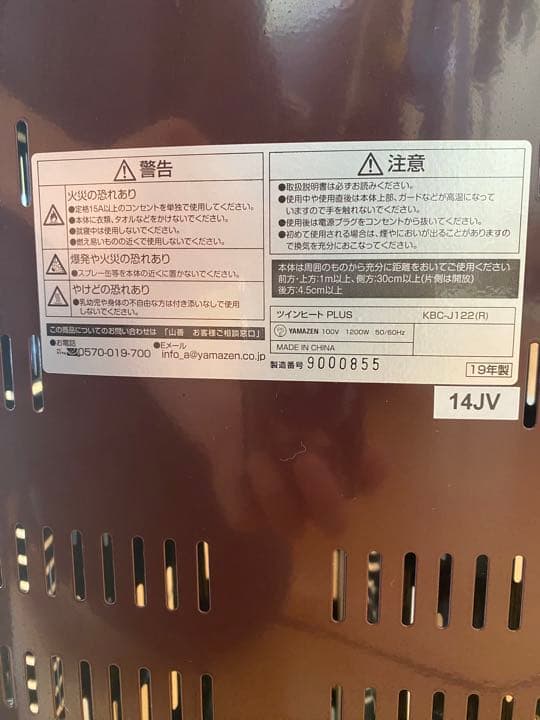 警告
火災の恐れあり
●定格15A以上のコンセントを単独で使用してください。
●本体に衣類、タオルなどをかけないでください。
●就寝中は使用しないでください。
●燃え易いものの近くで使用しないでください。
爆発や火災の恐れあり
●スプレー缶等を本体の近くに置かないでください。
やけどの恐れあり
●乳幼児や身体の不自由な方は付き添いなしで使用
しないでください。
この商品についてのお問い合わせは「山善 お客様ご相談窓口」
●お電話
0570-019-700
●Eメール
info_a@yamazen.co.jp
注意
●取扱説明書は必ずお読みください。
●使用中や使用直後は本体上部、ガードなどが高温になって
いますので手を触れないでください。
●使用後は電源プラグをコンセントから抜いてください。
●初めて使用される場合は、煙やにおいが出ることがありますの
で換気を充分におこなってください。
本体は周囲のものから充分に距離をおいてご使用ください
前方・上方:1m以上、側方:30cm以上(片側は開放)
後方:4.5cm以上
ツインヒート PLUS KBC-J122(R)
YAMAZEN 100V 1200W 50/60Hz
MADE IN CHINA
製造番号 9000855
19年製
14JV